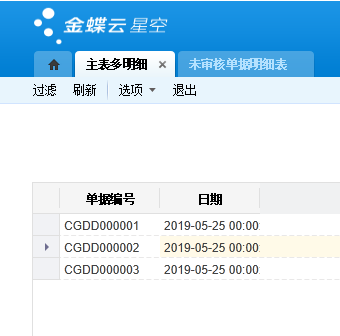 金蝶云 星空
主表多明细 × 未审核单据明细表
过滤 刷新 选项 退出
单据编号 日期
CGDD000001 2019-05-25 00:00:
CGDD000002 2019-05-25 00:00:
CGDD000003 2019-05-25 00:00: